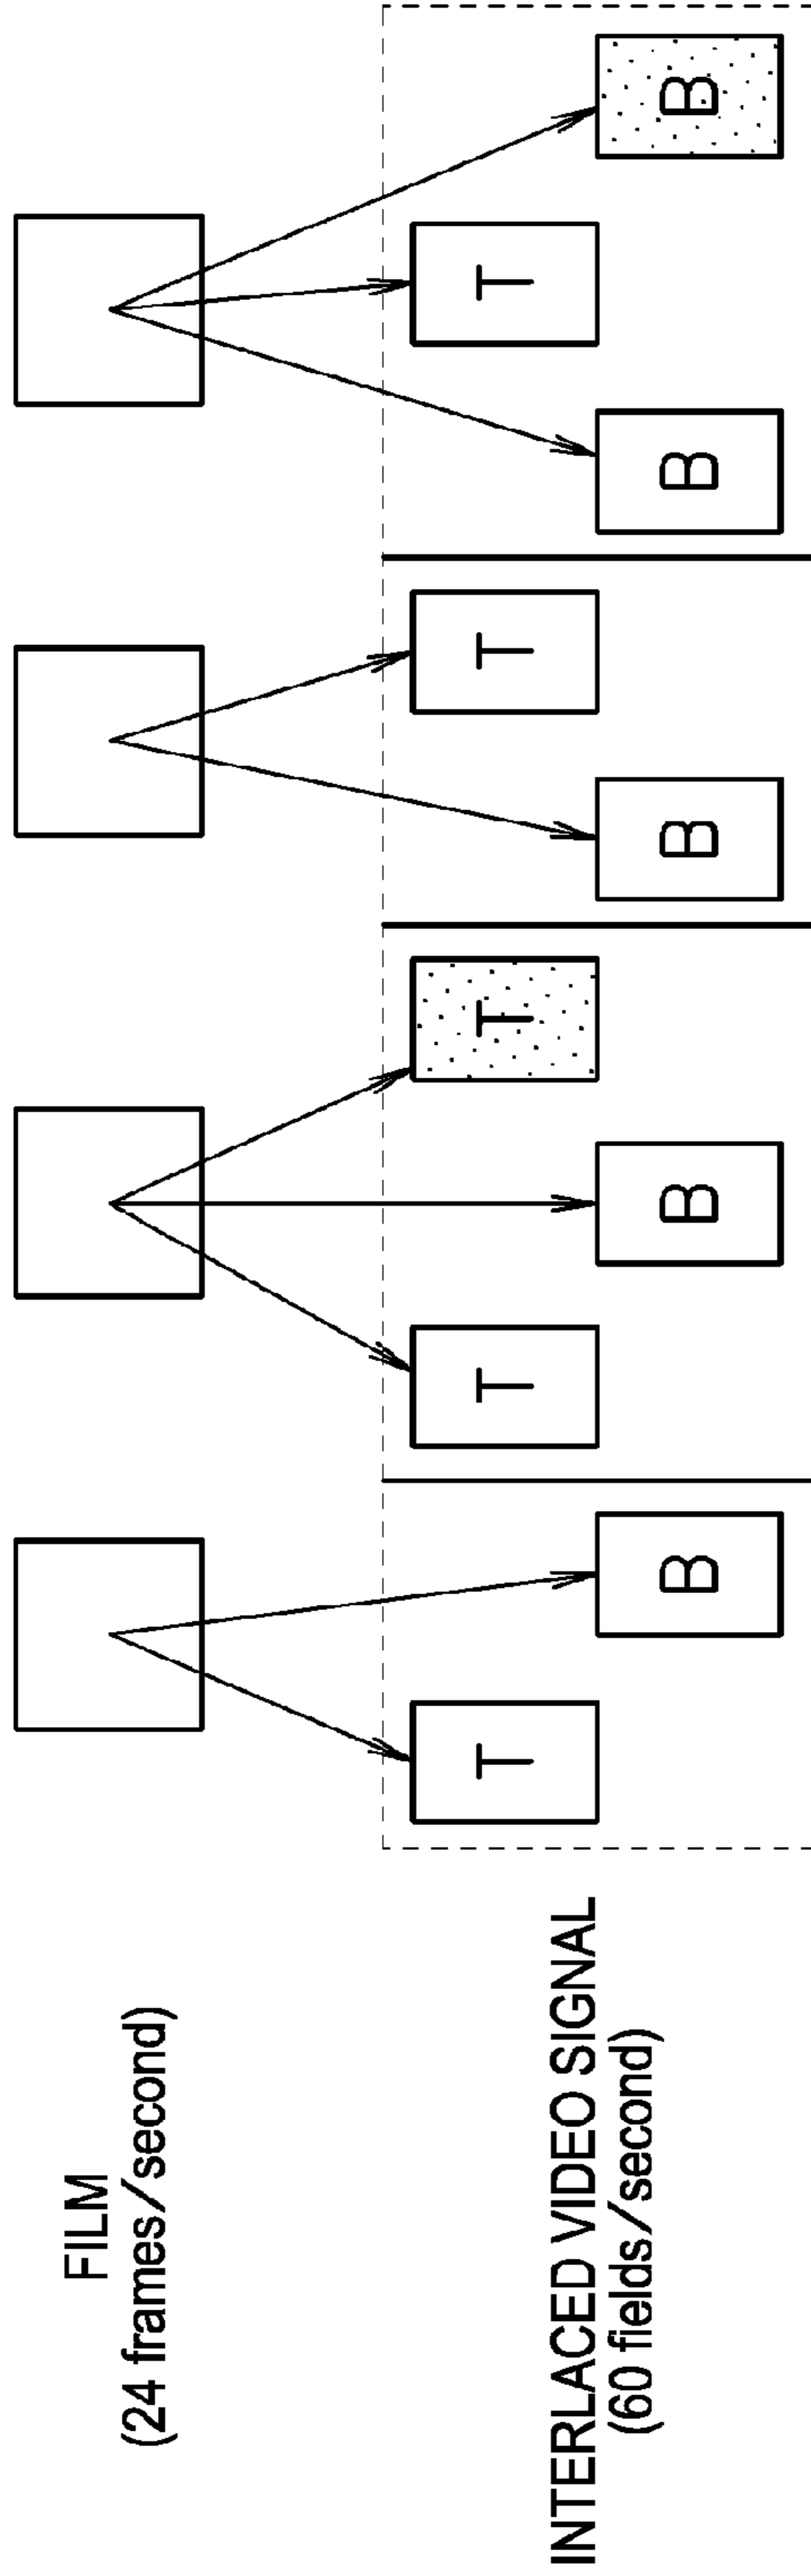 FILM
(24 frames/second)
INTERLACED VIDEO SIGNAL
(60 fields/second)
T
B
T
B
T
B
T
B
T
B